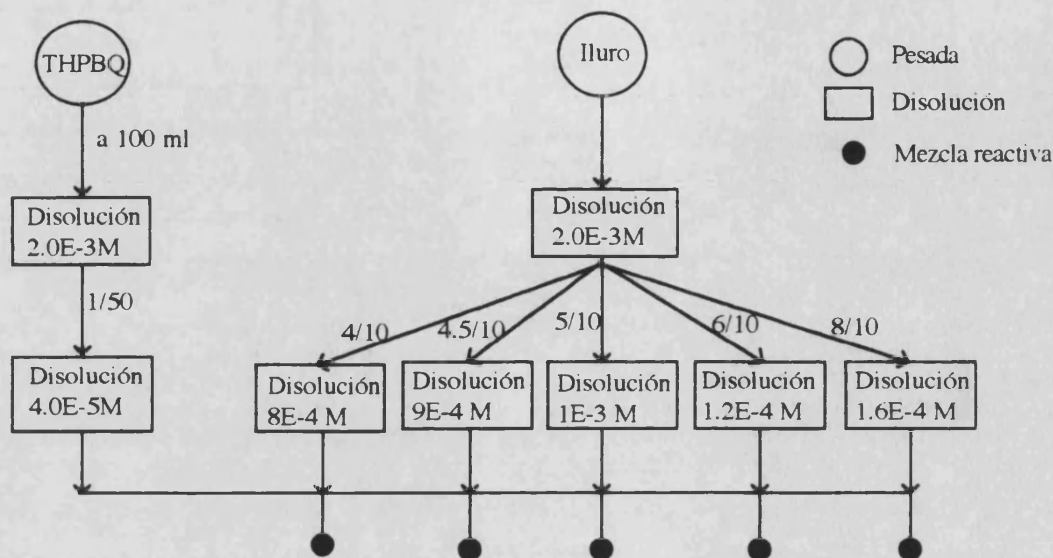 THPBQ
Iluro
Pesada
Disolución
Mezcla reactiva
a 100 ml
Disolución
2.0E-3M
Disolución
2.0E-3M
1/50
4/10
4.5/10
5/10
6/10
8/10
Disolución
4.0E-5M
Disolución
8E-4 M
Disolución
9E-4 M
Disolución
1E-3 M
Disolución
1.2E-4 M
Disolución
1.6E-4 M